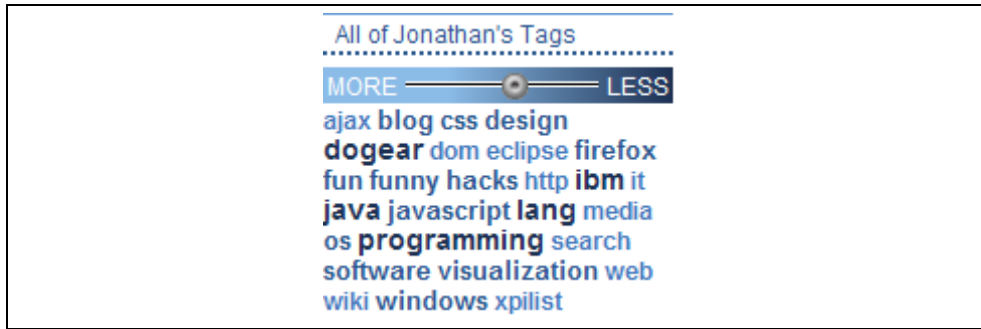 All of Jonathan's Tags
MORE LESS
ajax blog css design
dogear dom eclipse firefox
fun funny hacks http ibm it
java javascript lang media
os programming search
software visualization web
wiki windows xpilist